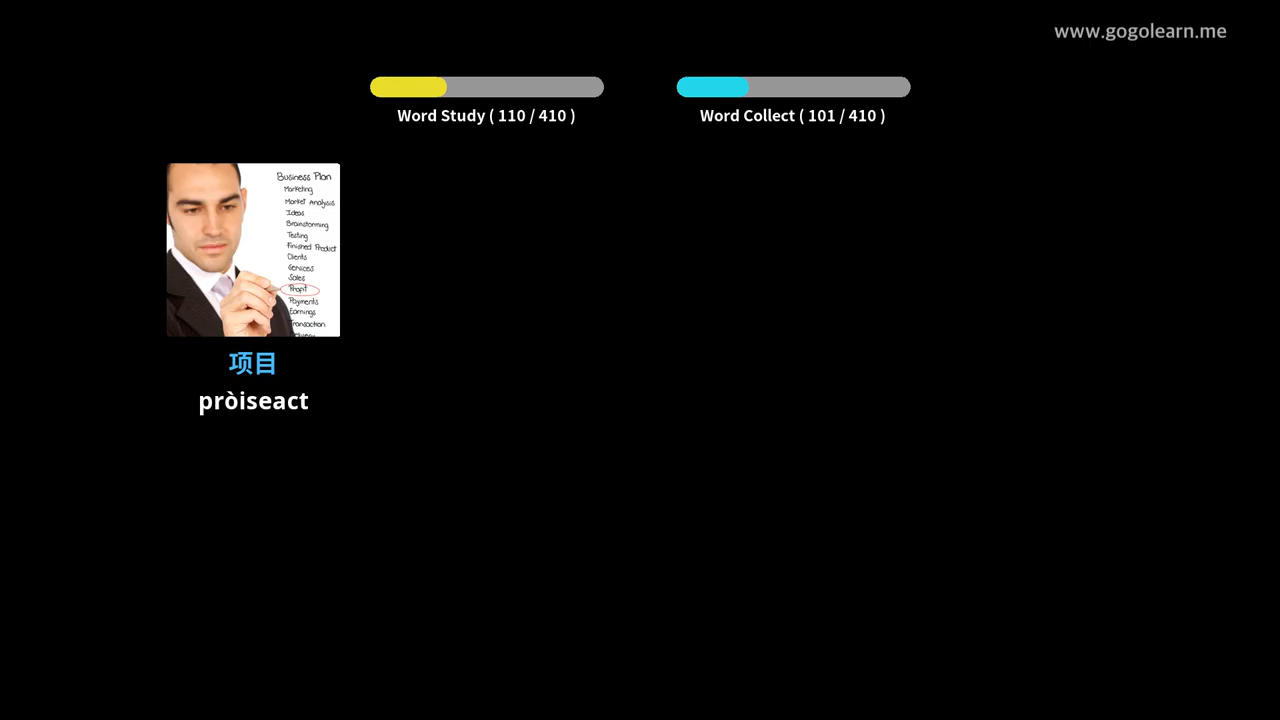 www.gogolearn.me
Word Study ( 110 / 410 )
Word Collect ( 101 / 410 )
Business Plan
Marketing
Market Analysis
Ideas
Brainstorming
Testing
Finished Product
Clients
Services
Sales
Profit
Payments
Earnings
Transaction
Delivery
项目
pròiseact